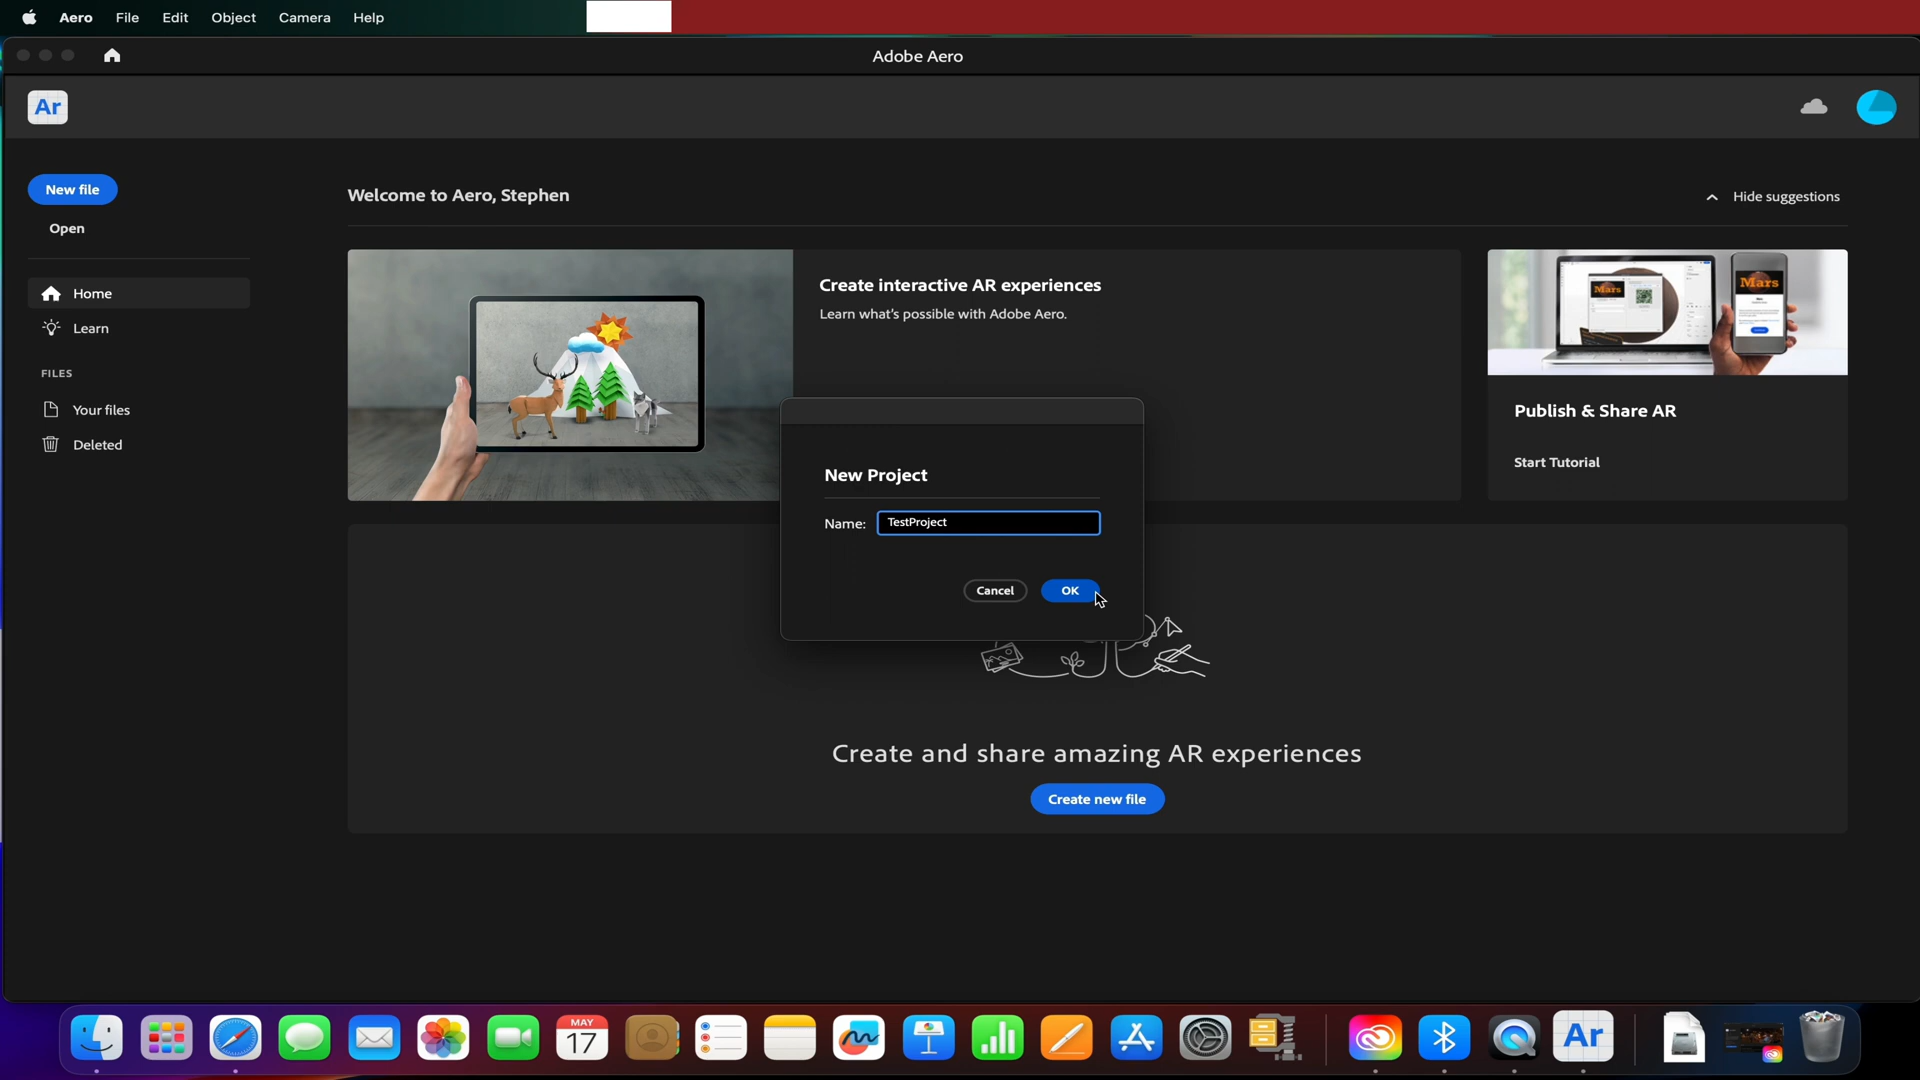 Aero File Edit Object Camera Help
Adobe Aero
Ar
New file
Open
Home
Learn
FILES
Your files
Deleted
Welcome to Aero, Stephen
Hide suggestions
Create interactive AR experiences
Learn what's possible with Adobe Aero.
Mars
Mars
Publish & Share AR
Start Tutorial
New Project
Name: TestProject
Cancel OK
Create and share amazing AR experiences
Create new file
MAY
17
Ar